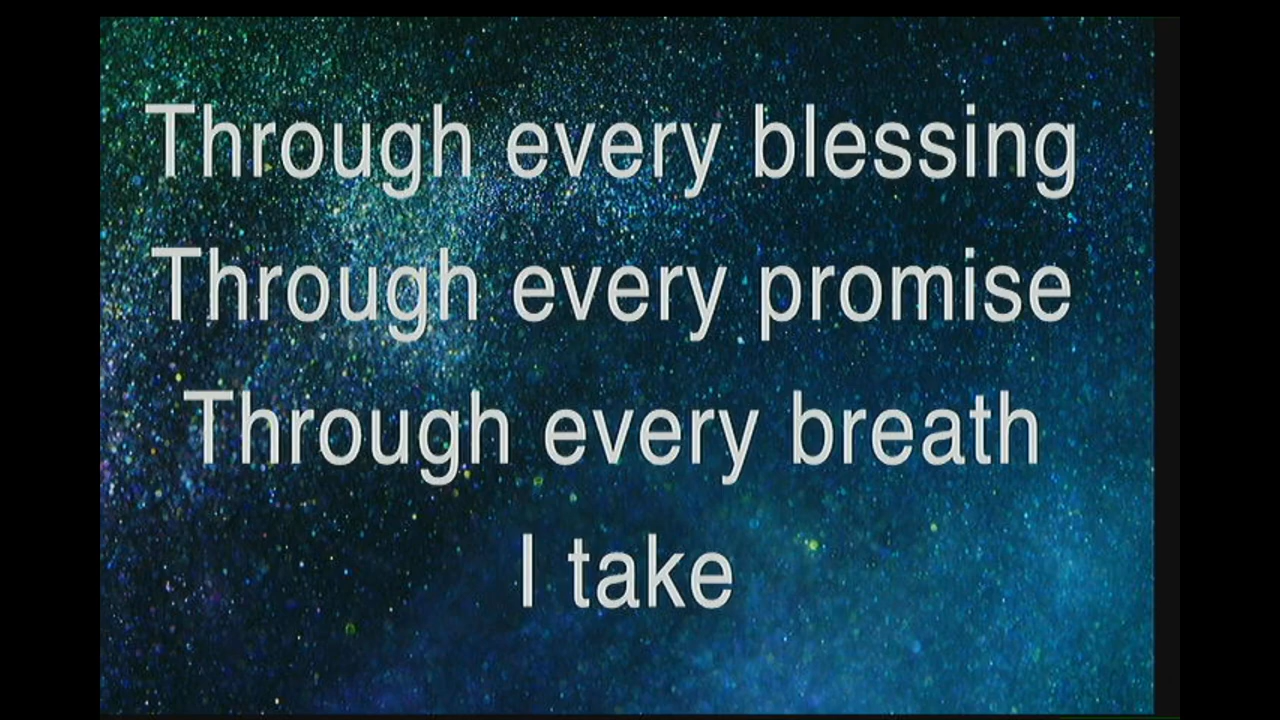 Through every blessing
Through every promise
Through every breath
I take